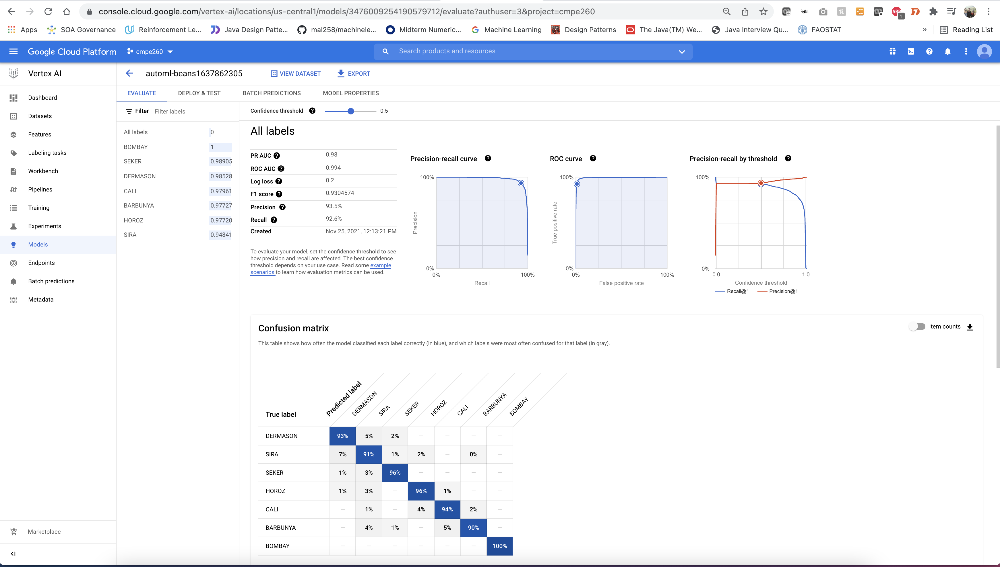 console.cloud.google.com/vertex-ai/locations/us-central1/models/3476009254190579712/evaluate?authuser=3&project=cmpe260
ABP 1
Apps SOA Governance Reinforcement Le... Java Design Patte... mal258/machinele... Midterm Numeric... Machine Learning Design Patterns The Java(TM) We... Java Interview Qu... FAOSTAT » Reading List
Google Cloud Platform cmpe260 Search products and resources
Vertex AI
automl-beans1637862305 VIEW DATASET EXPORT
EVALUATE DEPLOY & TEST BATCH PREDICTIONS MODEL PROPERTIES
Dashboard
Datasets
Features
Labeling tasks
Workbench
Pipelines
Training
Experiments
Models
Endpoints
Batch predictions
Metadata
Marketplace
Filter Filter labels
All labels 0
BOMBAY 1
SEKER 0.98905
DERMASON 0.98528
CALI 0.97961
BARBUNYA 0.97727
HOROZ 0.97720
SIRA 0.94841
Confidence threshold 0.5
All labels
PR AUC 0.98
ROC AUC 0.994
Log loss 0.2
F1 score 0.9304574
Precision 93.5%
Recall 92.6%
Created Nov 25, 2021, 12:13:21 PM
To evaluate your model, set the confidence threshold to see
how precision and recall are affected. The best confidence
threshold depends on your use case. Read some example
scenarios to learn how evaluation metrics can be used.
Precision-recall curve
100%
Precision
0%
0% 100%
Recall
ROC curve
100%
True positive rate
0%
0% 100%
False positive rate
Precision-recall by threshold
100%
0%
0.0 1.0
Confidence threshold
Recall@1 Precision@1
Confusion matrix
Item counts
This table shows how often the model classified each label correctly (in blue), and which labels were most often confused for that label (in gray).
True label Predicted label DERMASON SIRA SEKER HOROZ CALI BARBUNYA BOMBAY
DERMASON 93% 5% 2% — — — —
SIRA 7% 91% 1% 2% — 0% —
SEKER 1% 3% 96% — — — —
HOROZ 1% 3% — 96% 1% — —
CALI — 1% — 4% 94% 2% —
BARBUNYA — 4% 1% — 5% 90% —
BOMBAY — — — — — — 100%